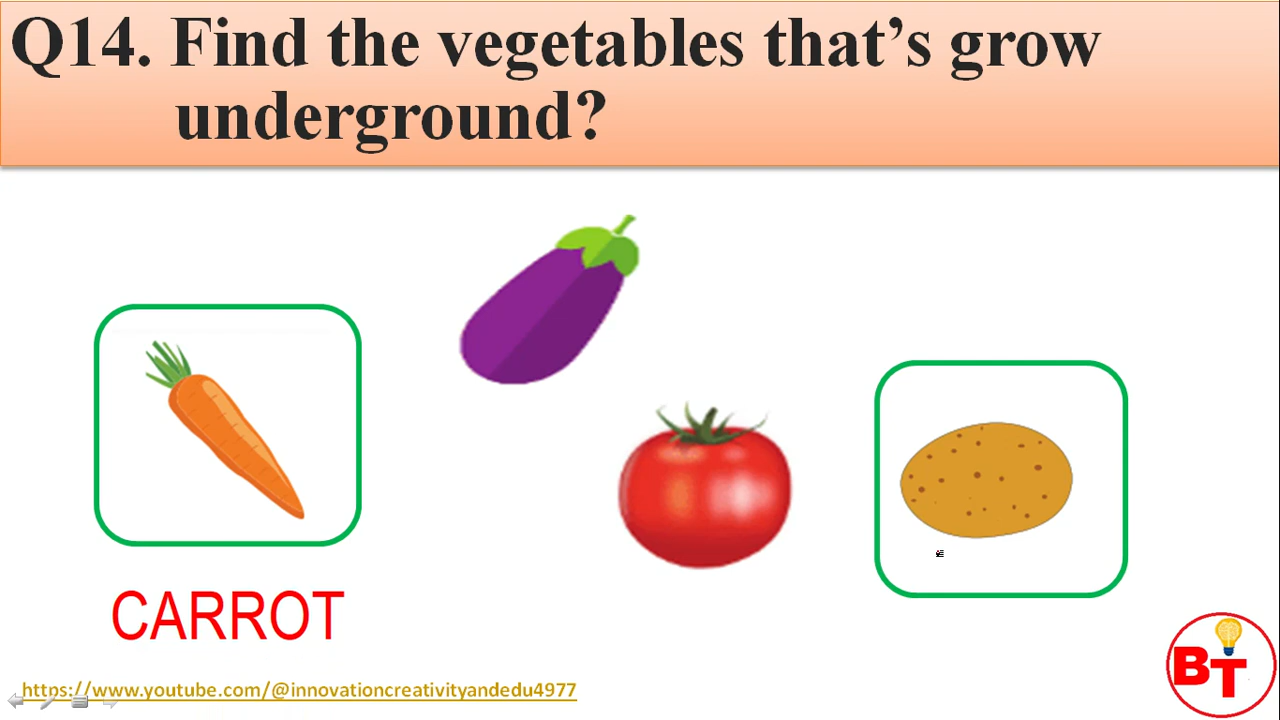 Q14. Find the vegetables that’s grow
underground?
CARROT
https://www.youtube.com/@innovationcreativityandedu4977
BT